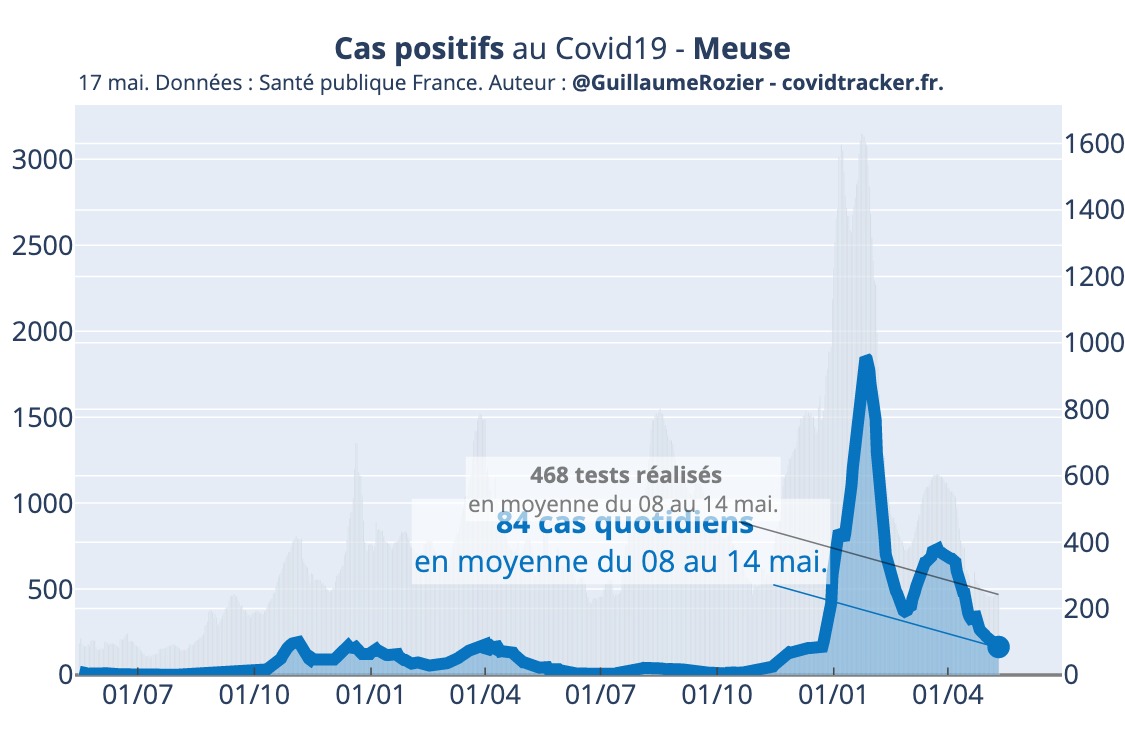 Cas positifs au Covid19 - Meuse
17 mai. Données : Santé publique France. Auteur : @GuillaumeRozier - covidtracker.fr.
3000
2500
2000
1500
1000
500
0
1600
1400
1200
1000
800
600
400
200
0
468 tests réalisés
en moyenne du 08 au 14 mai.
84 cas quotidiens
en moyenne du 08 au 14 mai.
01/07 01/10 01/01 01/04 01/07 01/10 01/01 01/04